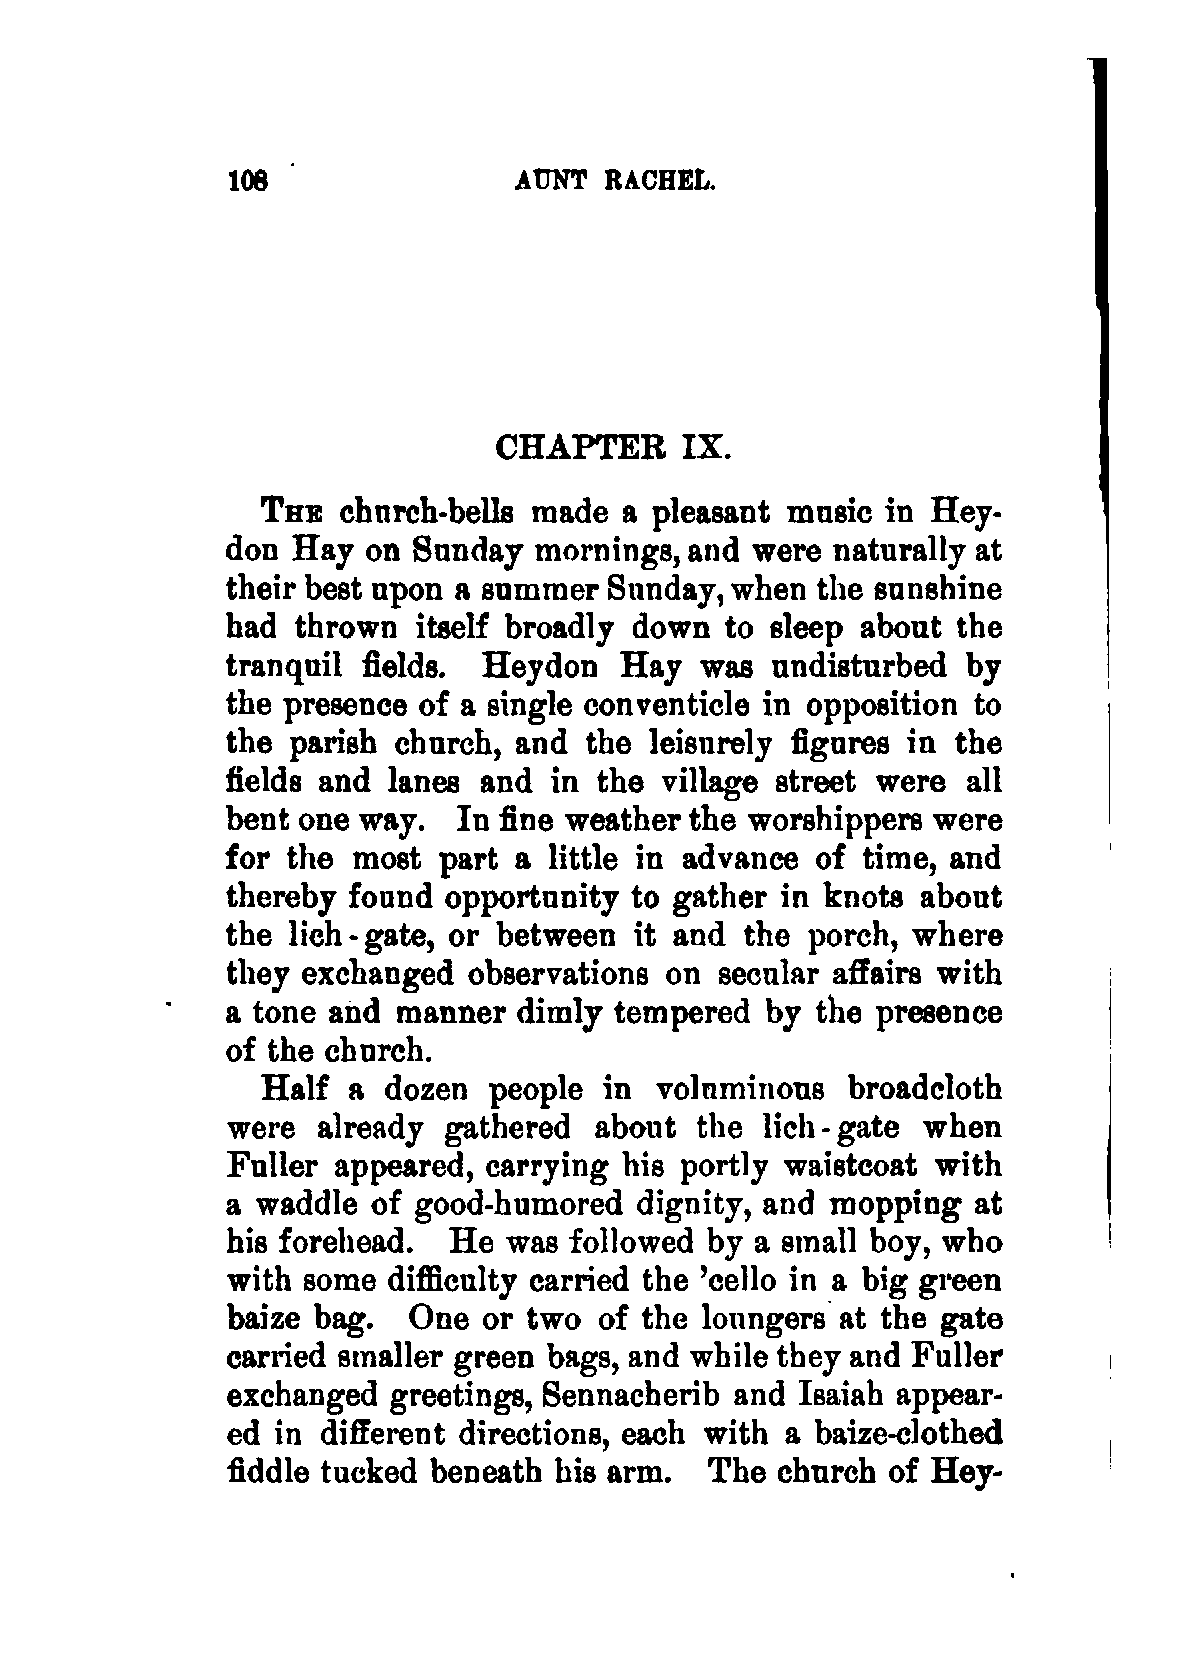 108 AUNT RACHEL.
CHAPTER IX.
THE church-bells made a pleasant music in Hey-
don Hay on Sunday mornings, and were naturally at
their best upon a summer Sunday, when the sunshine
had thrown itself broadly down to sleep about the
tranquil fields. Heydon Hay was undisturbed by
the presence of a single conventicle in opposition to
the parish church, and the leisurely figures in the
fields and lanes and in the village street were all
bent one way. In fine weather the worshippers were
for the most part a little in advance of time, and
thereby found opportunity to gather in knots about
the lich-gate, or between it and the porch, where
they exchanged observations on secular affairs with
a tone and manner dimly tempered by the presence
of the church.
Half a dozen people in voluminous broadcloth
were already gathered about the lich-gate when
Fuller appeared, carrying his portly waistcoat with
a waddle of good-humored dignity, and mopping at
his forehead. He was followed by a small boy, who
with some difficulty carried the 'cello in a big green
baize bag. One or two of the loungers at the gate
carried smaller green bags, and while they and Fuller
exchanged greetings, Sennacherib and Isaiah appear-
ed in different directions, each with a baize-clothed
fiddle tucked beneath his arm. The church of Hey-